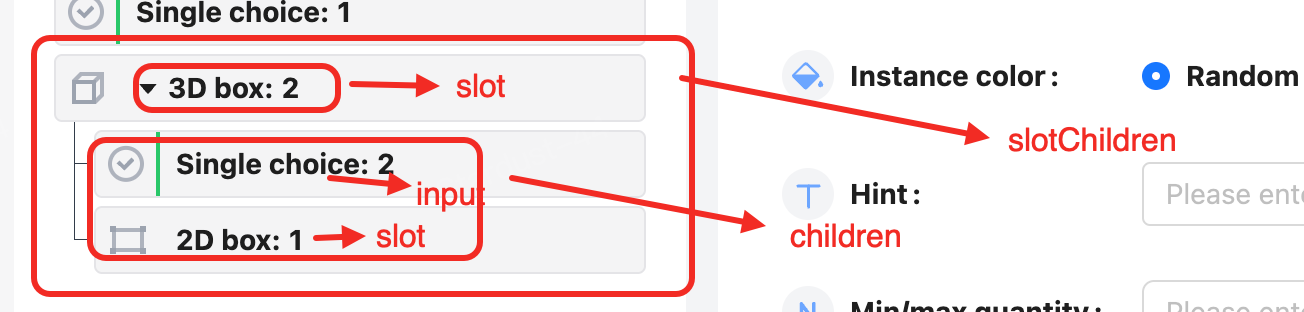 Single choice: 1
3D box: 2
slot
Instance color:
Random
slotChildren
Single choice: 2
input
Hint:
Please ente
children
2D box: 1
slot
Min/max quantity:
Please ente